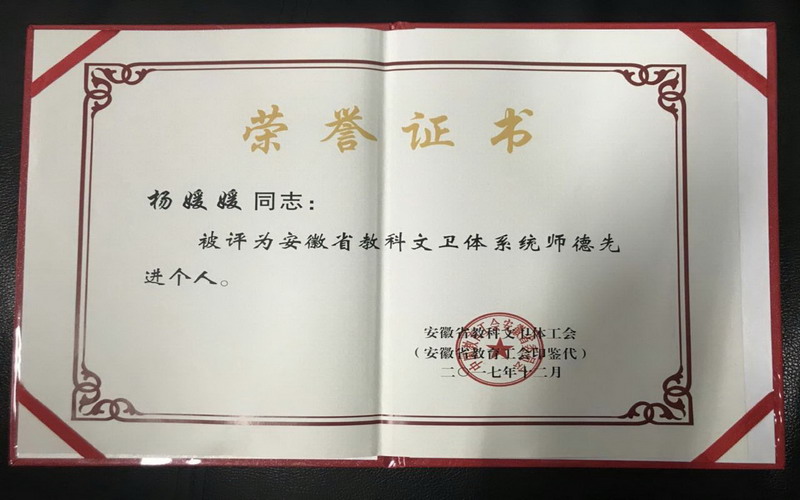 荣誉证书
杨媛媛同志：
被评为安徽省教科文卫体系统师德先
进个人。
安徽省教科文卫体工会
（安徽省教育工会印鉴代）
二〇一七年十二月